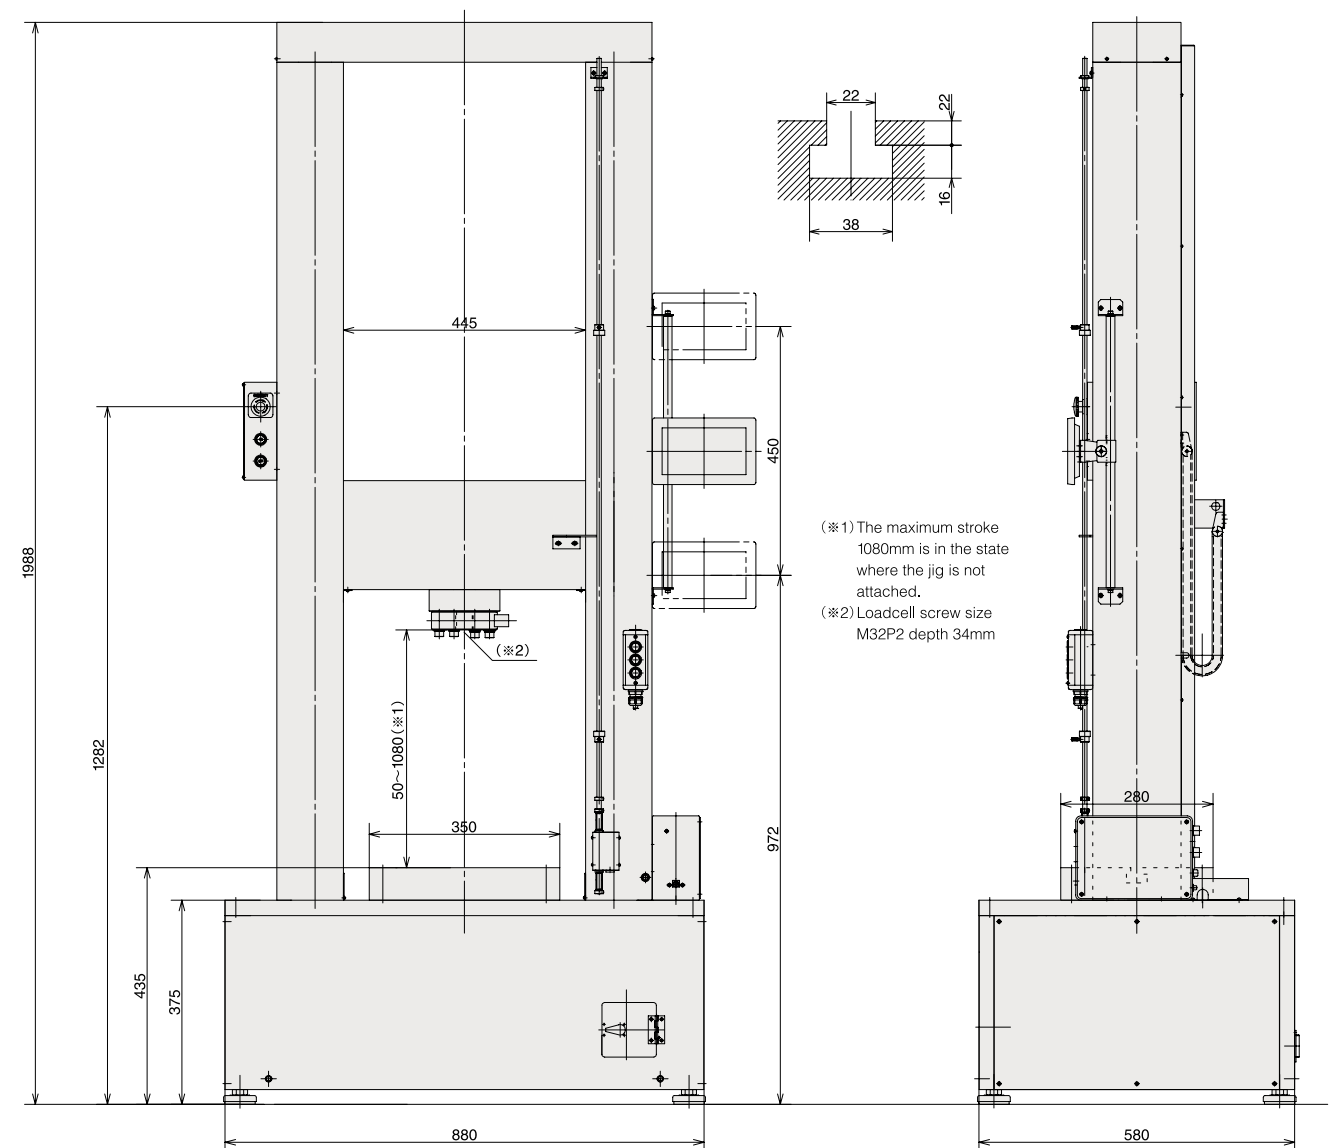 22
22
16
38
445
450
1988
(※1) The maximum stroke
1080mm is in the state
where the jig is not
attached.
(※2) Loadcell screw size
M32P2 depth 34mm
(※2)
1282
50～1080(※1)
350
972
280
435
375
880
580